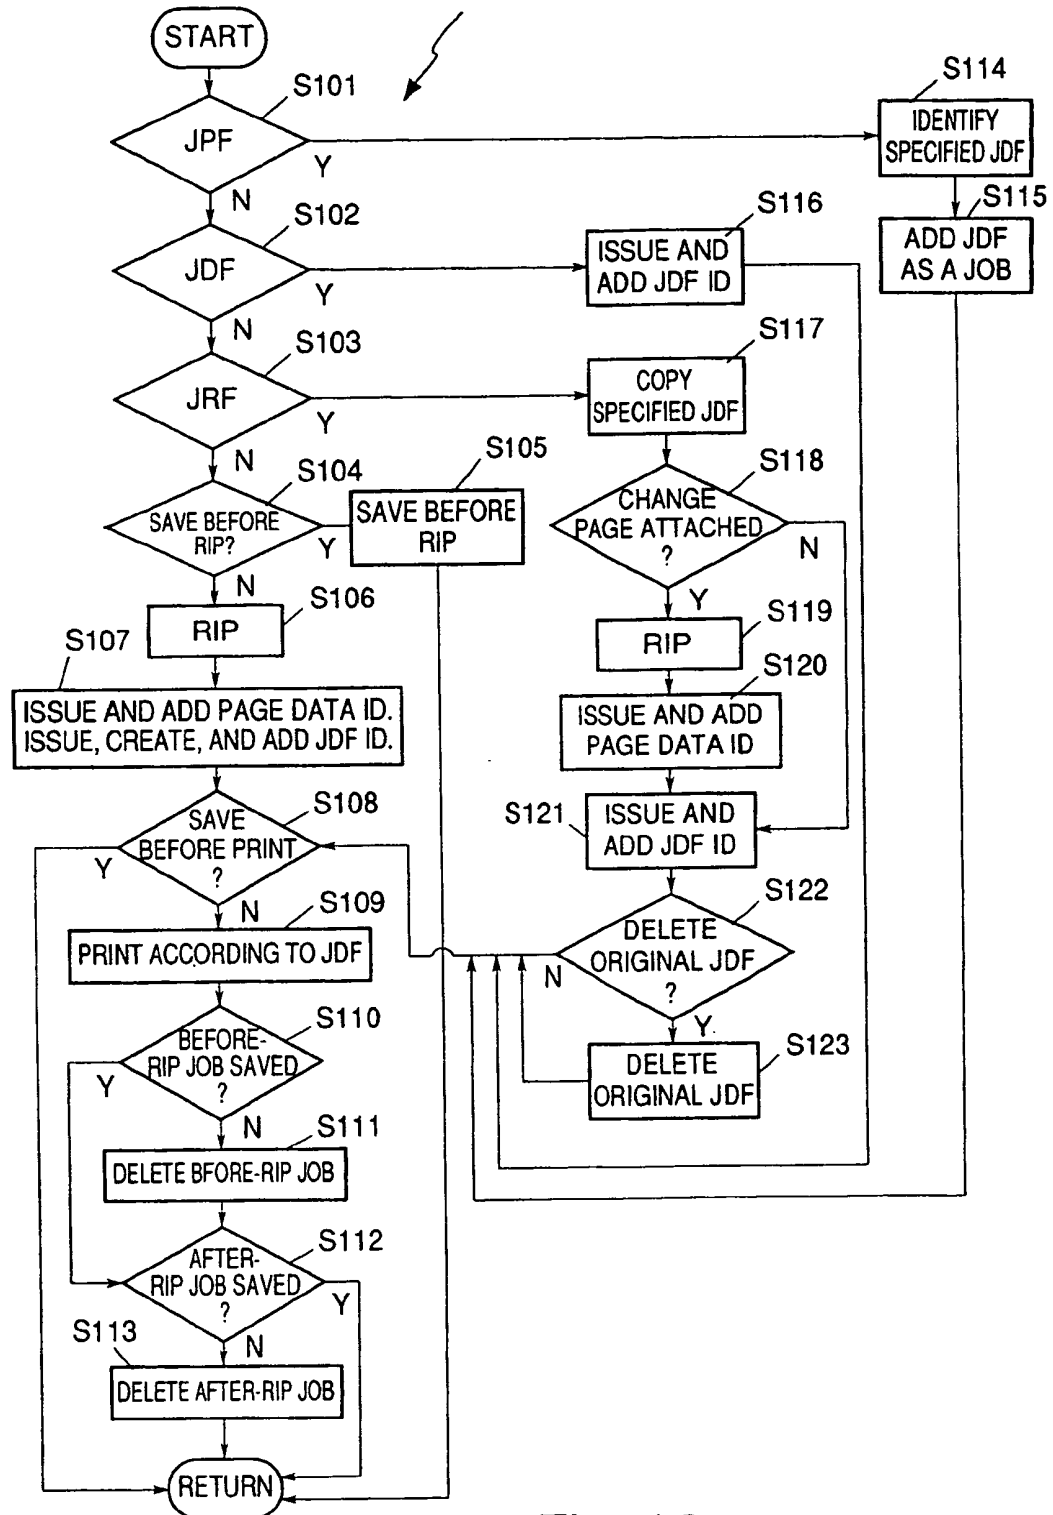 START
S101
JPF
Y
N
S114
IDENTIFY
SPECIFIED JDF
S115
ADD JDF
AS A JOB
S102
JDF
Y
N
S116
ISSUE AND
ADD JDF ID
S103
JRF
Y
N
S117
COPY
SPECIFIED JDF
S104
SAVE BEFORE
RIP?
Y
N
S105
SAVE BEFORE
RIP
S118
CHANGE
PAGE ATTACHED
?
N
Y
S106
RIP
S119
RIP
S107
ISSUE AND ADD PAGE DATA ID.
ISSUE, CREATE, AND ADD JDF ID.
S120
ISSUE AND ADD
PAGE DATA ID
S108
SAVE
BEFORE PRINT
?
Y
N
S121
ISSUE AND
ADD JDF ID
S109
PRINT ACCORDING TO JDF
S122
DELETE
ORIGINAL JDF
?
N
Y
S110
BEFORE-
RIP JOB SAVED
?
Y
N
S123
DELETE
ORIGINAL JDF
S111
DELETE BFORE-RIP JOB
S112
AFTER-
RIP JOB SAVED
?
Y
N
S113
DELETE AFTER-RIP JOB
RETURN